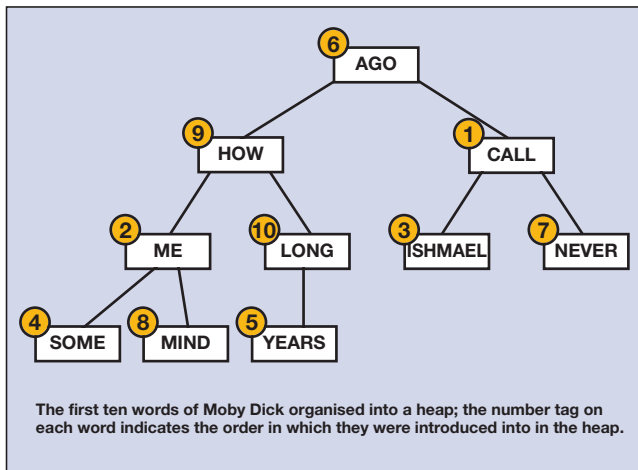 6
AGO
9
HOW
1
CALL
2
ME
10
LONG
3
ISHMAEL
7
NEVER
4
SOME
8
MIND
5
YEARS
The first ten words of Moby Dick organised into a heap; the number tag on
each word indicates the order in which they were introduced into in the heap.